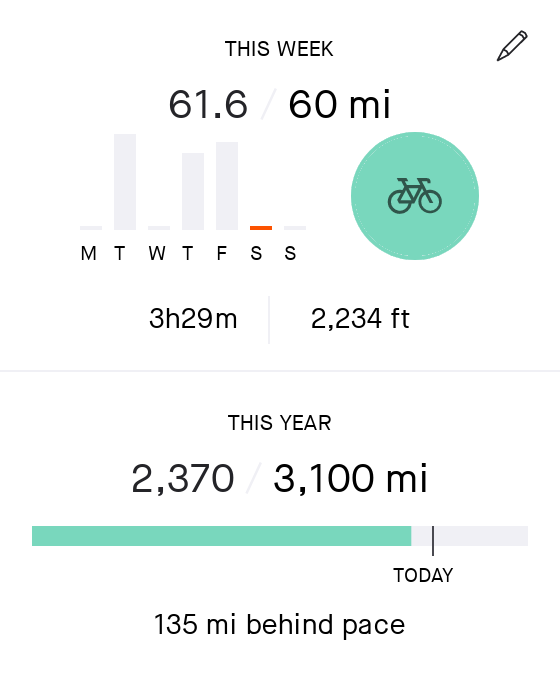 THIS WEEK
61.6 / 60 mi
M T W T F S S
3h29m 2,234 ft
THIS YEAR
2,370 / 3,100 mi
TODAY
135 mi behind pace